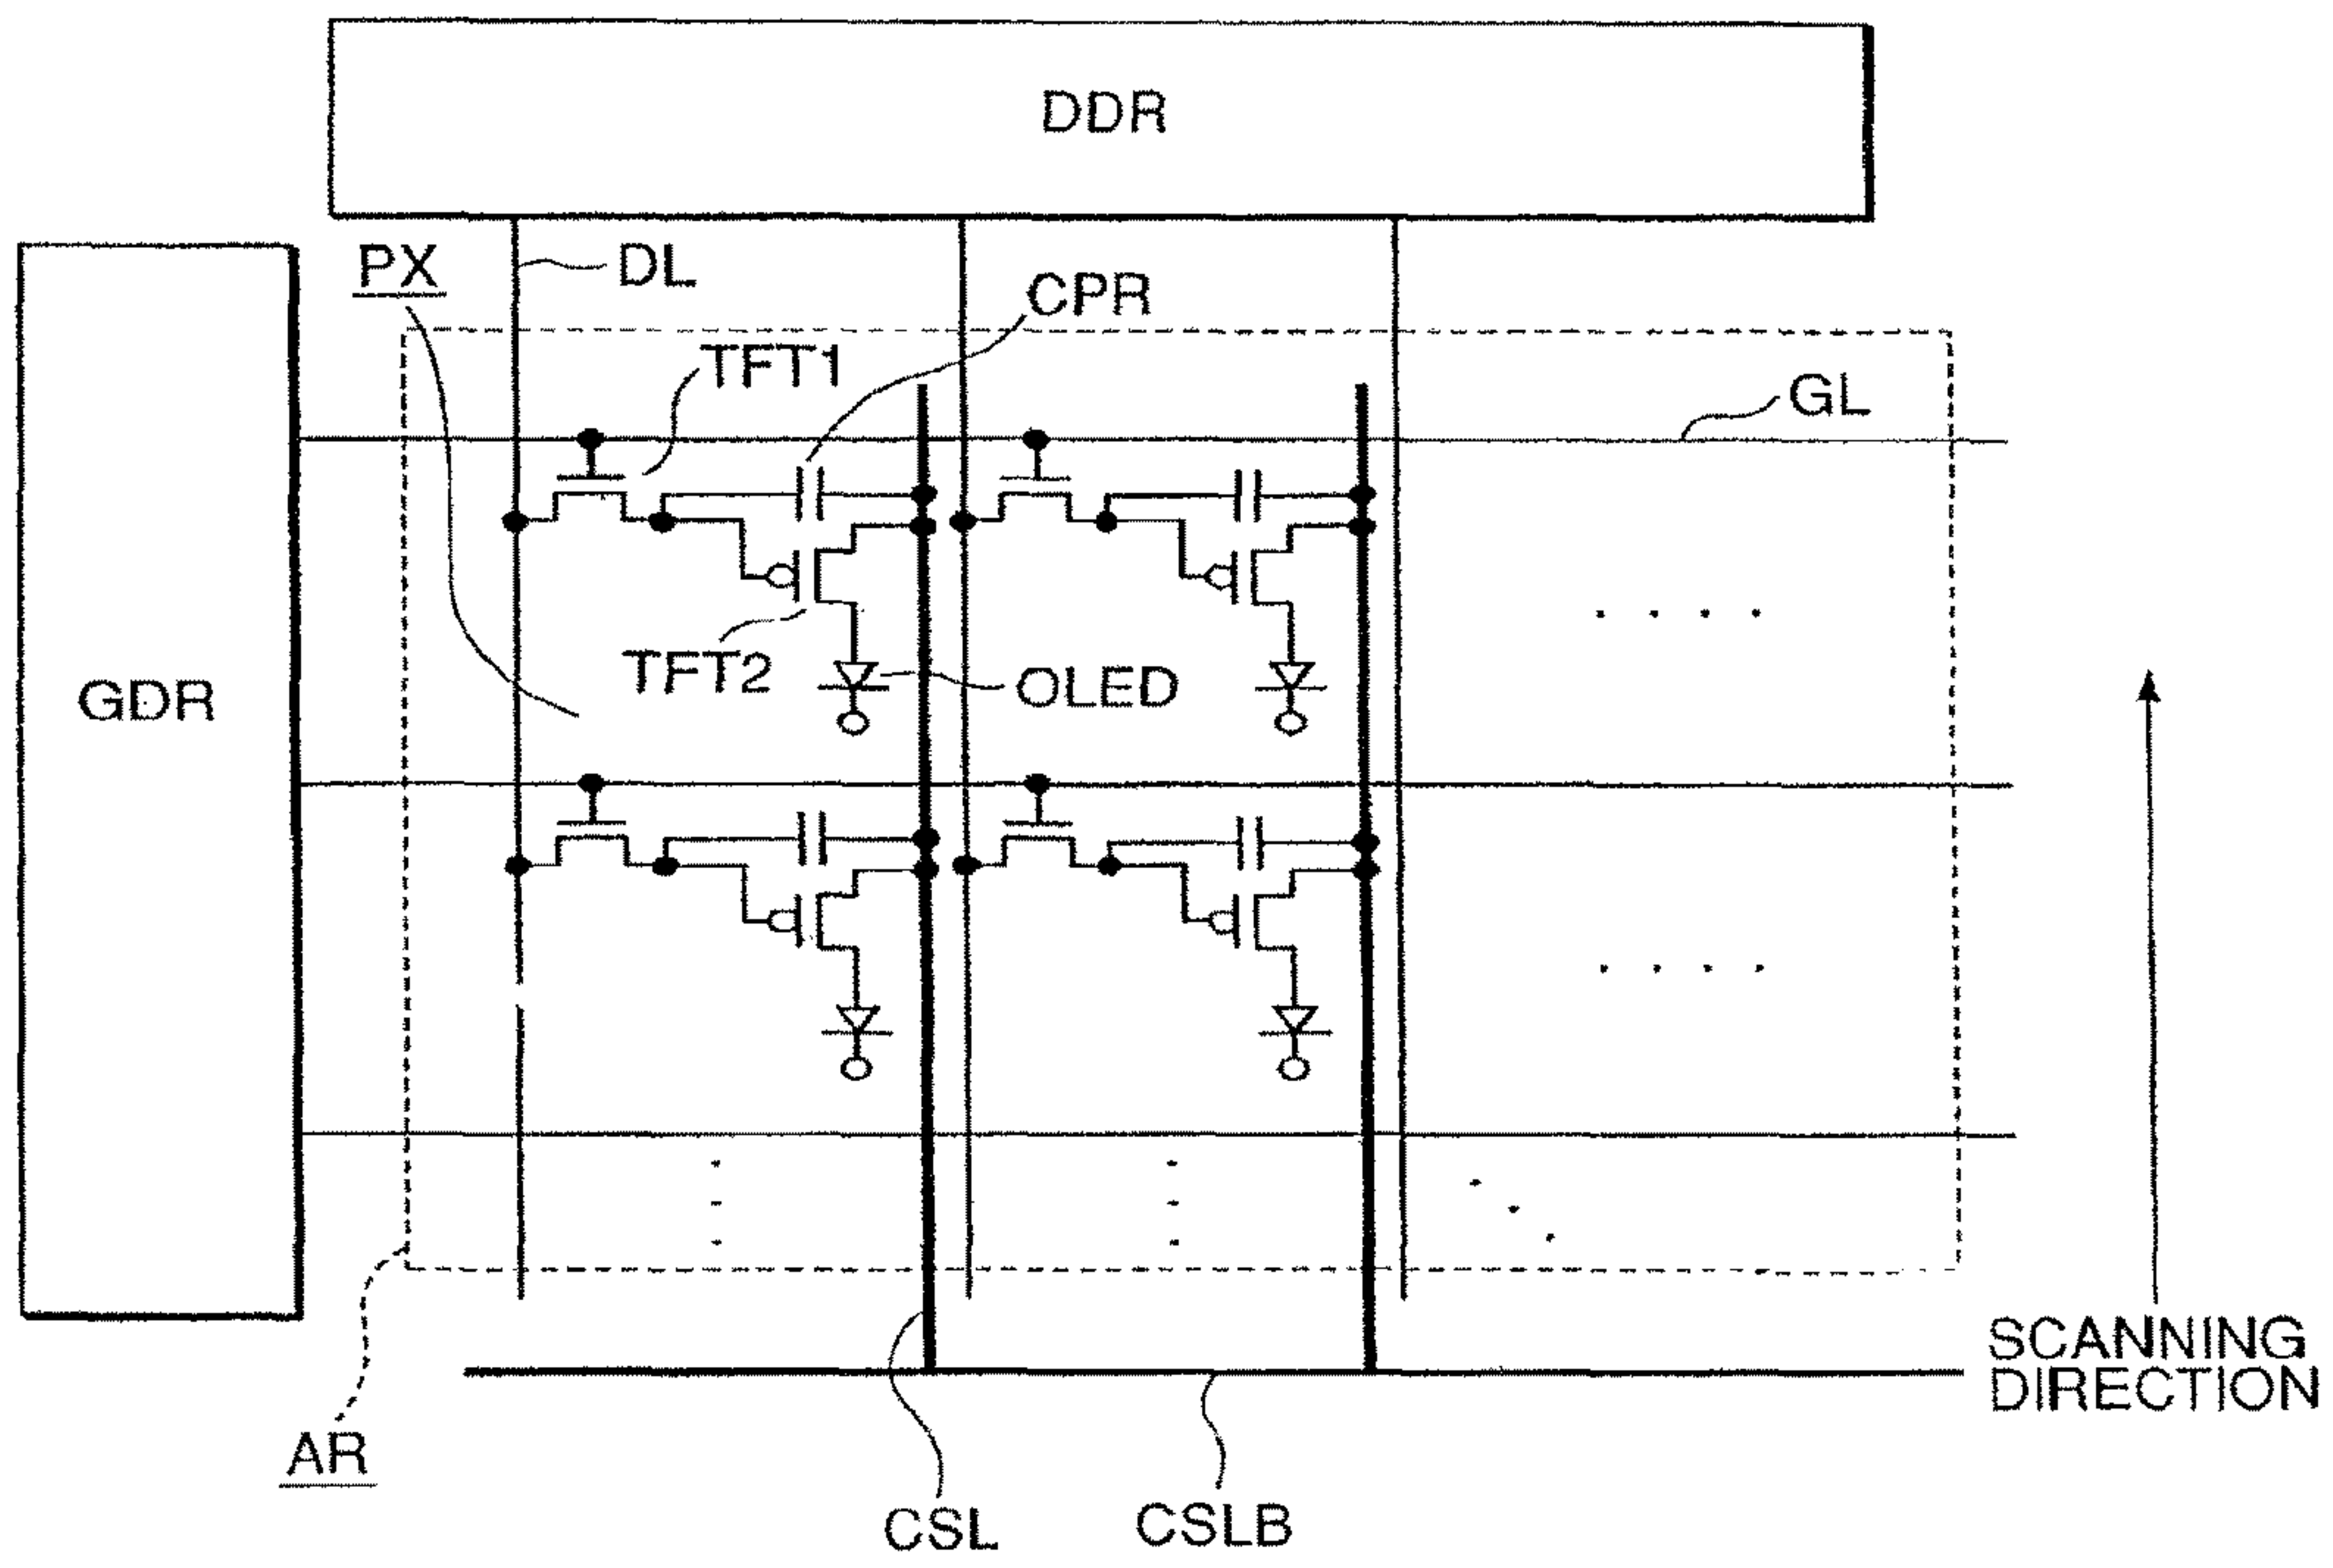 DDR
PX
DL
CPR
TFT1
GL
GDR
TFT2
OLED
SCANNING
DIRECTION
AR
CSL
CSLB